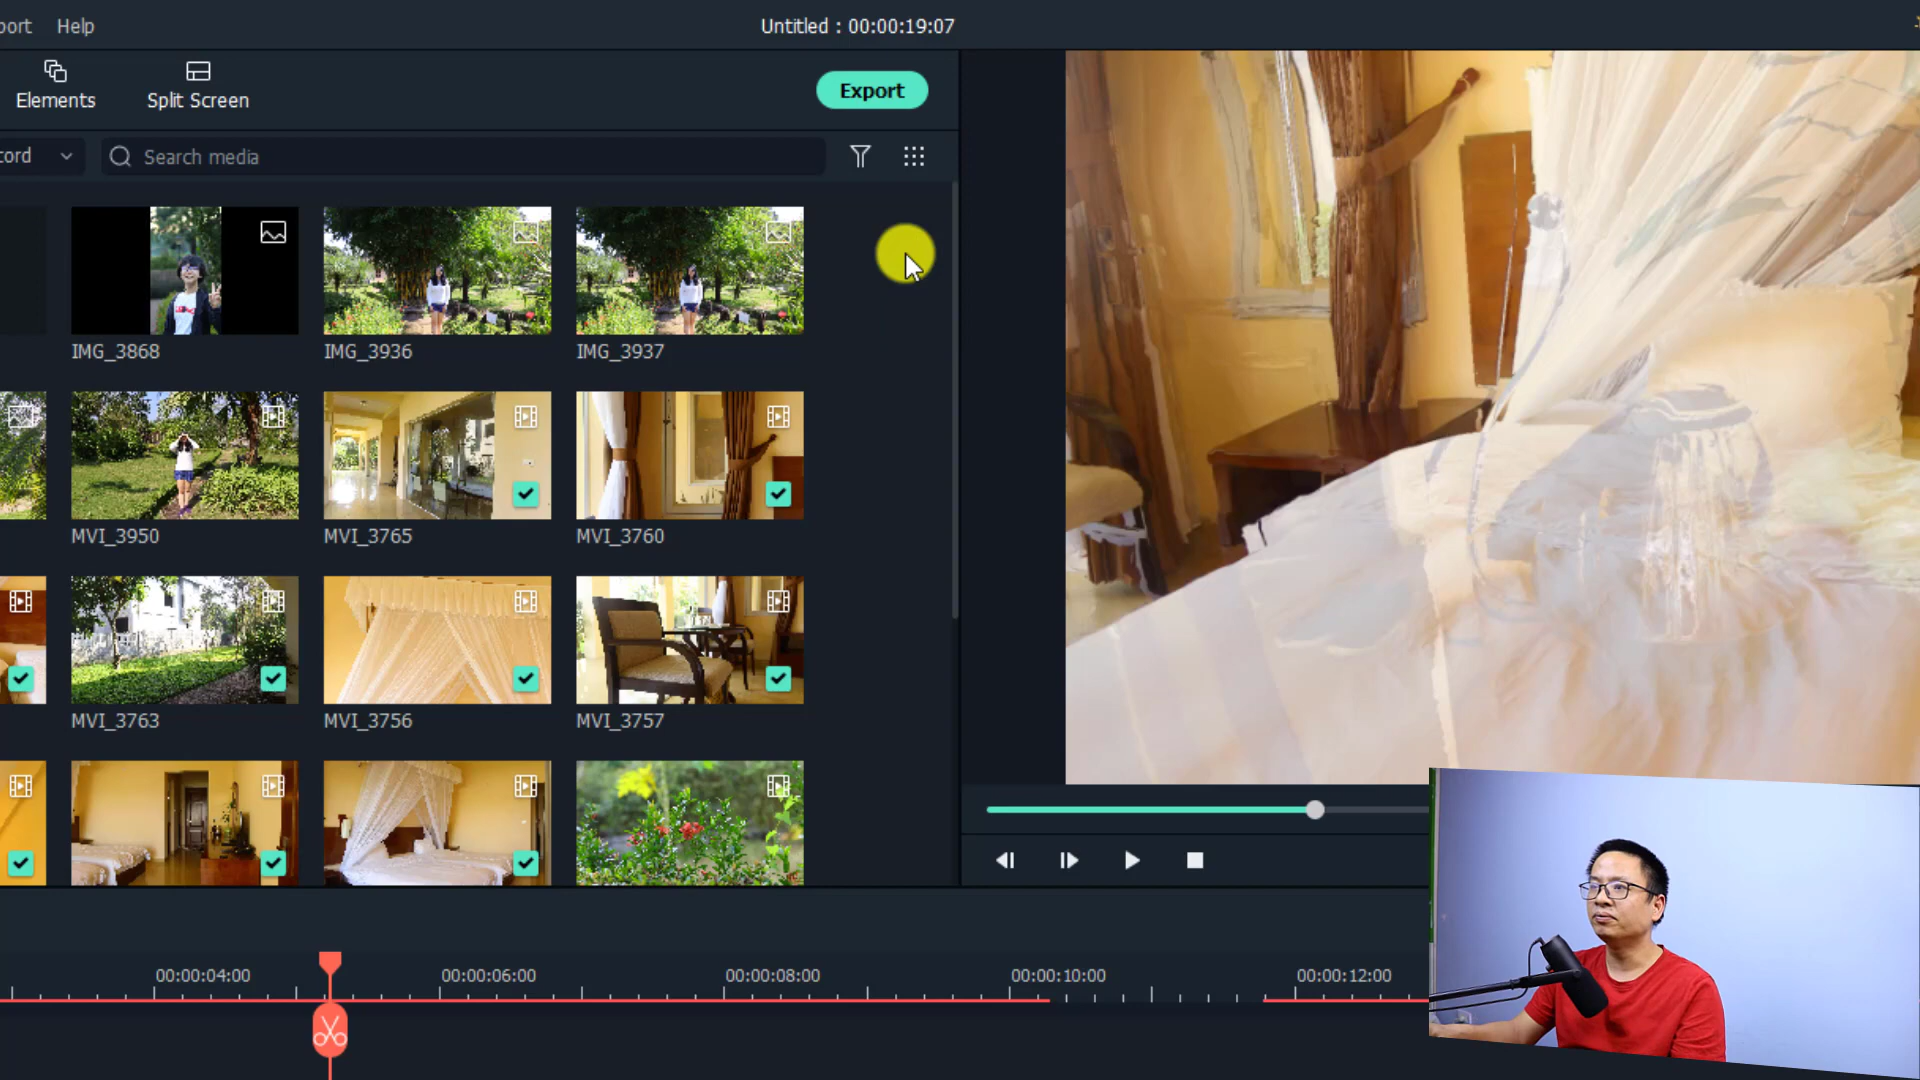 port Help Untitled : 00:00:19:07
Elements Split Screen Export
cord Search media
IMG_3868 IMG_3936 IMG_3937
MVI_3950 MVI_3765 MVI_3760
MVI_3763 MVI_3756 MVI_3757
00:00:04:00 00:00:06:00 00:00:08:00 00:00:10:00 00:00:12:00